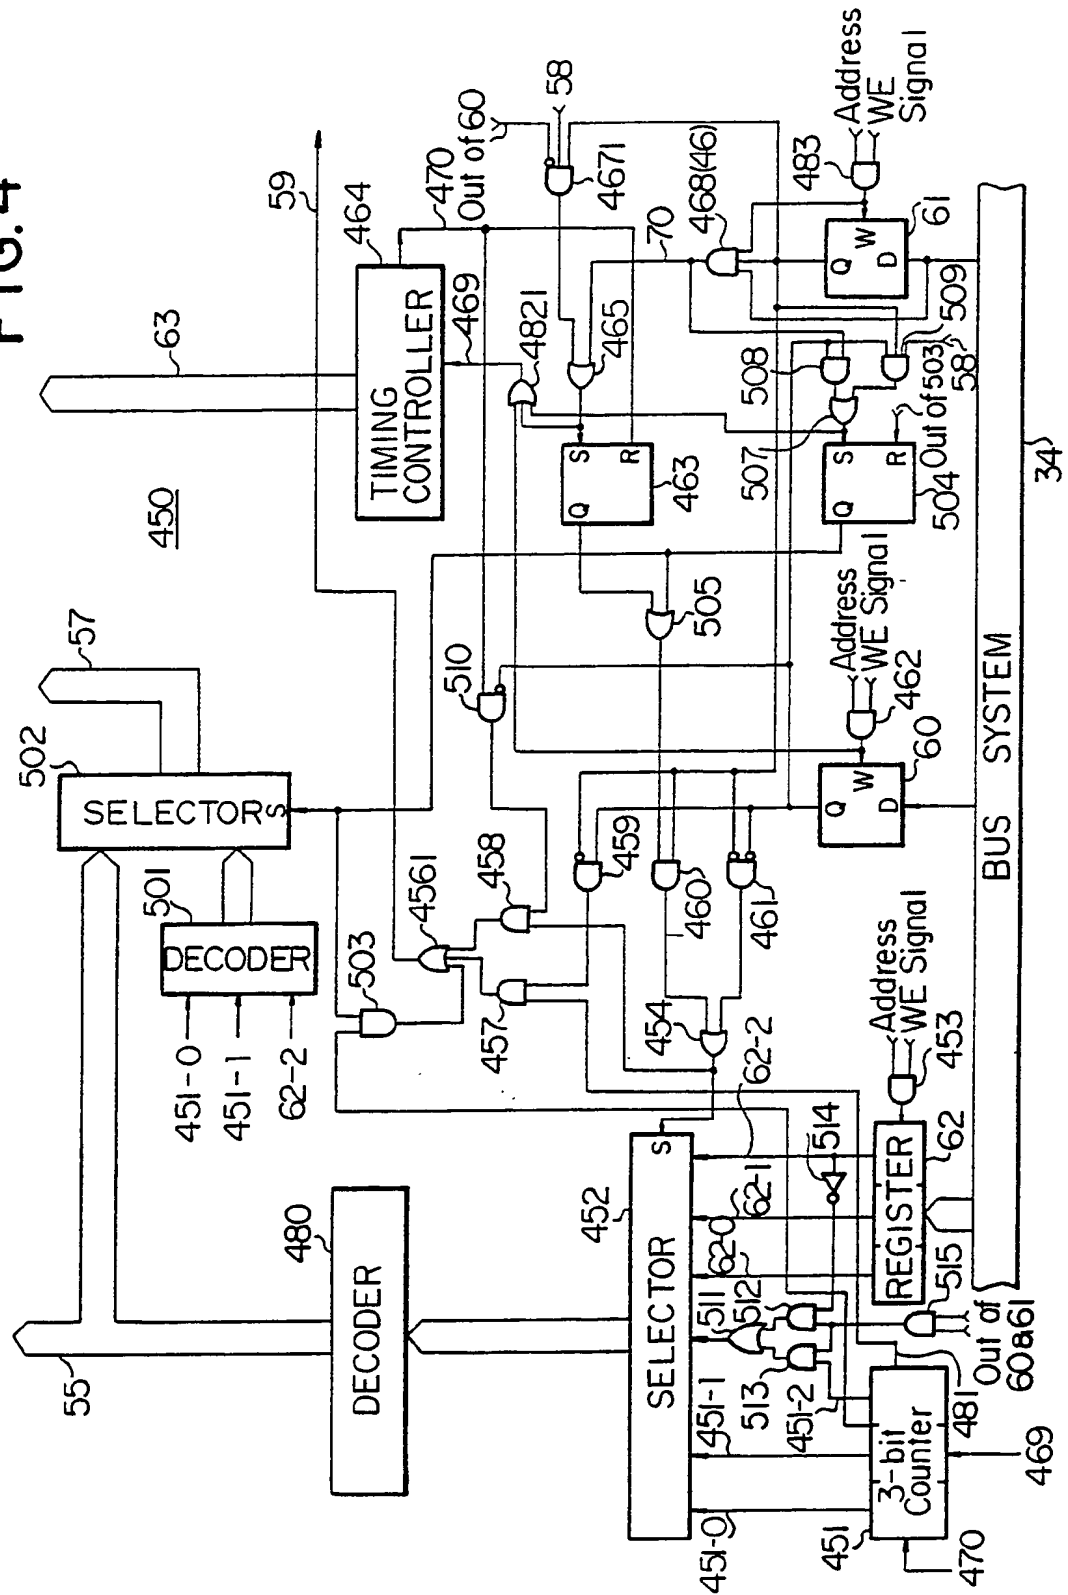 FIG. 4
450
63
59
57
502
SELECTOR
S
501
DECODER
451-0
451-1
62-2
55
480
DECODER
464
TIMING
CONTROLLER
470
469
Out of 60
58
4671
4821
465
70
468(46)
483
Address
WE
Signal
61
Q
W
D
463
S
R
Q
508
509
58
507
Out of 503
504
S
R
Q
505
510
4561
458
503
457
459
460
461
454
62-2
Address
WE Signal
462
60
Q
W
D
34
BUS SYSTEM
Address
WE Signal
453
62
REGISTER
452
SELECTOR
S
514
62-1
62-0
512
511
513
515
Out of
60&61
451-2
451-1
451-0
481
3-bit
Counter
451
469
470